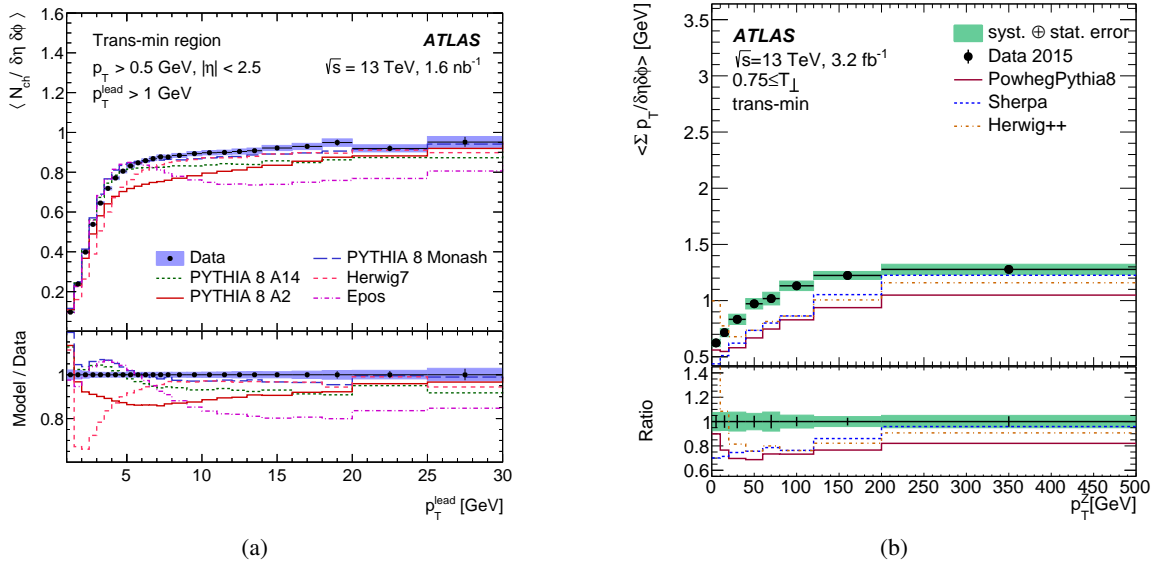 ⟨ N_ch/ δη δφ ⟩
Trans-min region
ATLAS
p_T > 0.5 GeV, |η| < 2.5
√s = 13 TeV, 1.6 nb⁻¹
p_T^lead > 1 GeV
1.4
1.2
1
0.8
0.6
0.4
0.2
Data
PYTHIA 8 A14
PYTHIA 8 A2
PYTHIA 8 Monash
Herwig7
Epos
Model / Data
1
0.8
5 10 15 20 25 30
p_T^lead [GeV]
(a)
<Σ p_T/δηδφ> [GeV]
ATLAS
√s=13 TeV, 3.2 fb⁻¹
0.75≤T_⊥
trans-min
syst. ⊕ stat. error
Data 2015
PowhegPythia8
Sherpa
Herwig++
3.5
3
2.5
2
1.5
1
0.5
Ratio
1.4
1.2
1.0
0.8
0.6
0 50 100 150 200 250 300 350 400 450 500
p_T^Z[GeV]
(b)